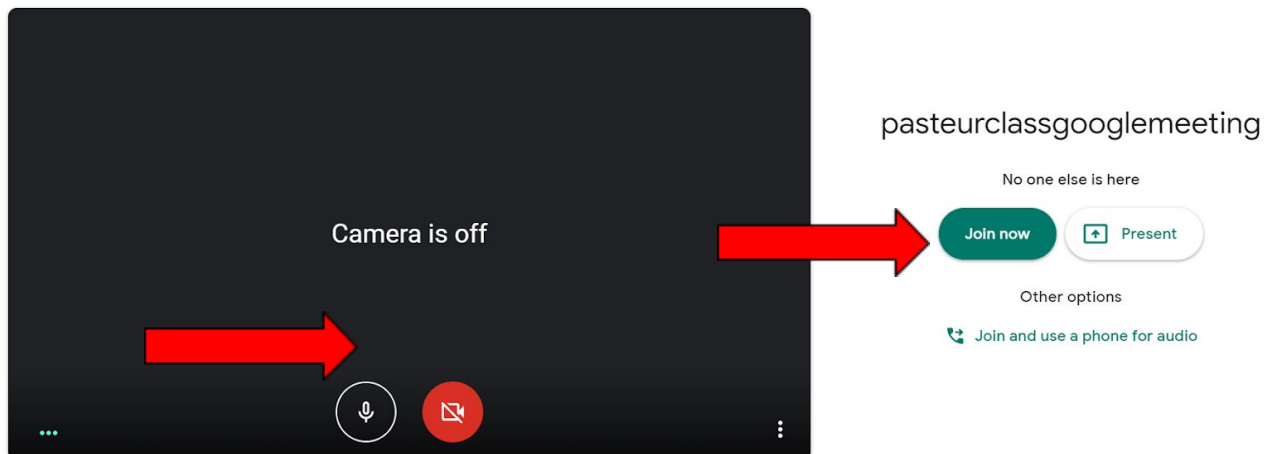 Camera is off
pasteurclassgooglemeeting
No one else is here
Join now
Present
Other options
Join and use a phone for audio